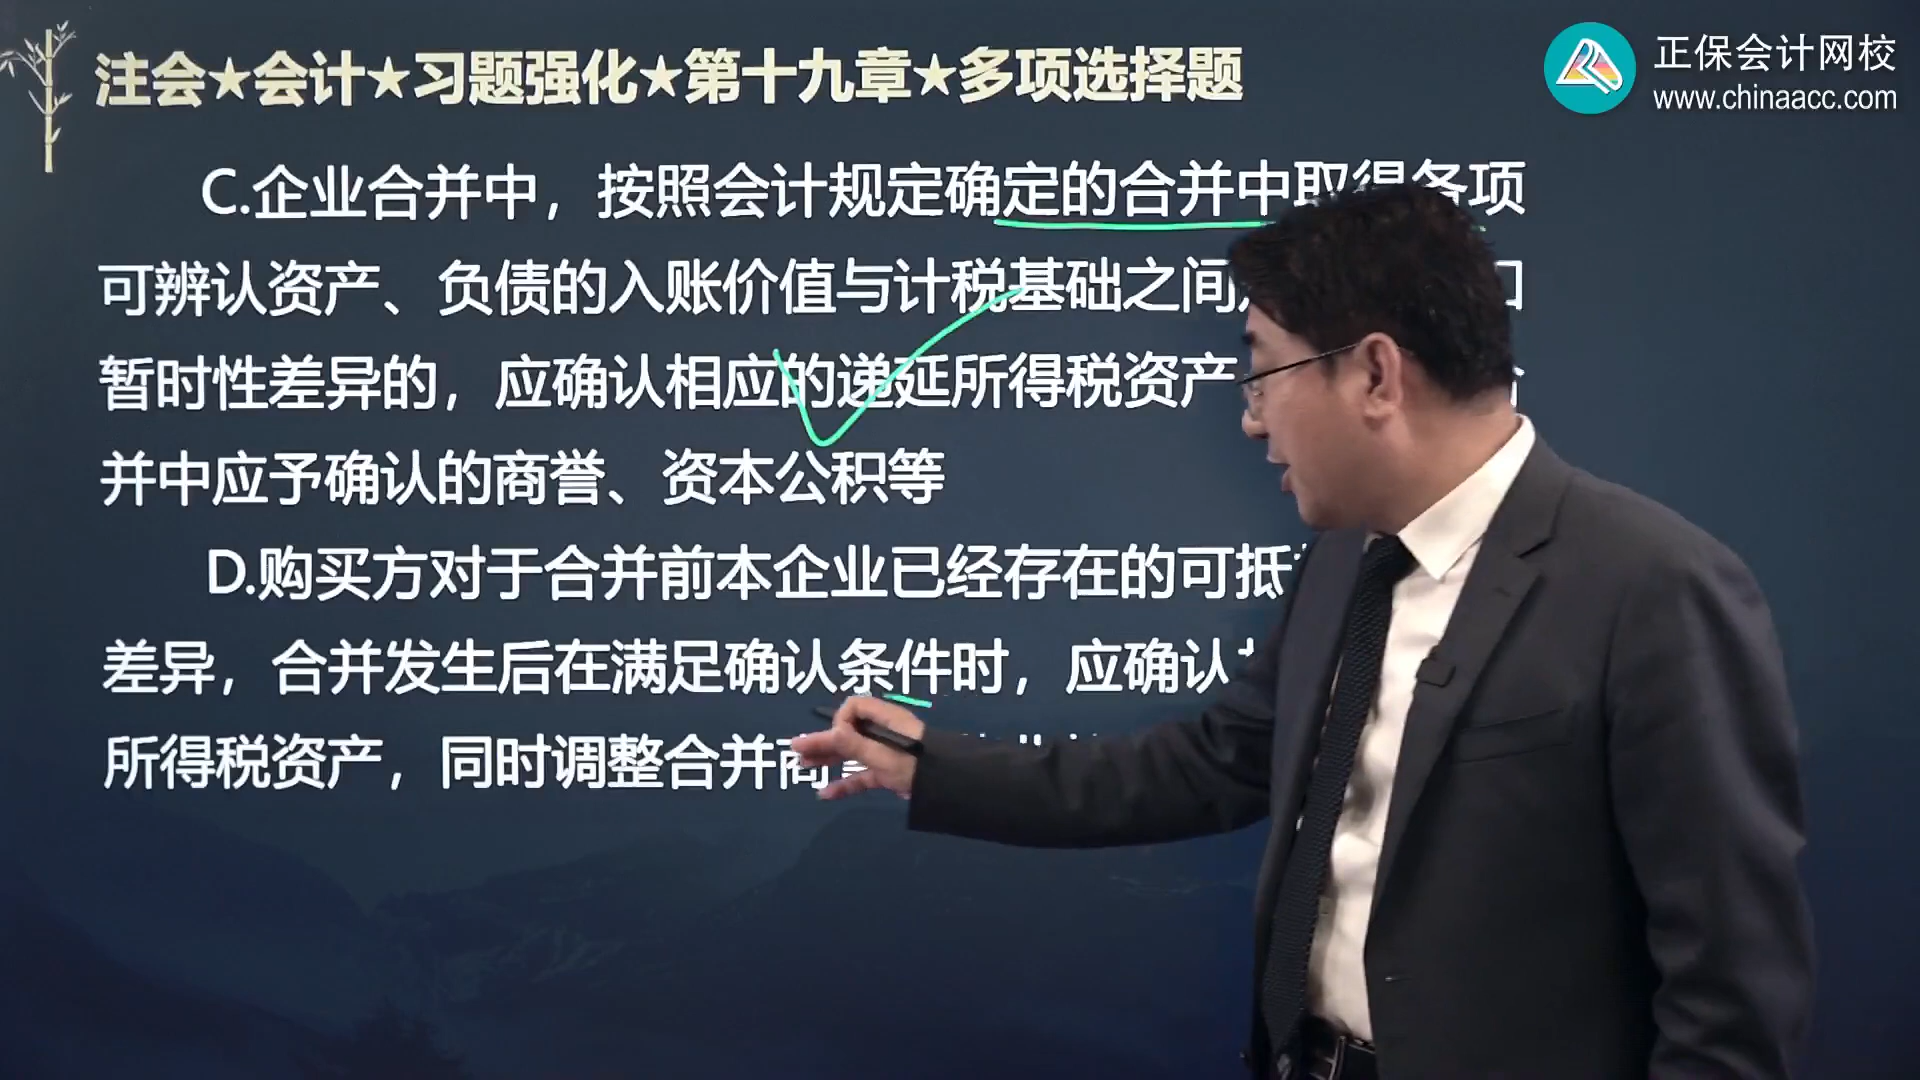 注会★会计★习题强化★第十九章★多项选择题
正保会计网校
www.chinaacc.com
C.企业合并中，按照会计规定确定的合并中取得各项
可辨认资产、负债的入账价值与计税基础之间
暂时性差异的，应确认相应的递延所得税资产
并中应予确认的商誉、资本公积等
D.购买方对于合并前本企业已经存在的可抵
差异，合并发生后在满足确认条件时，应确认
所得税资产，同时调整合并商